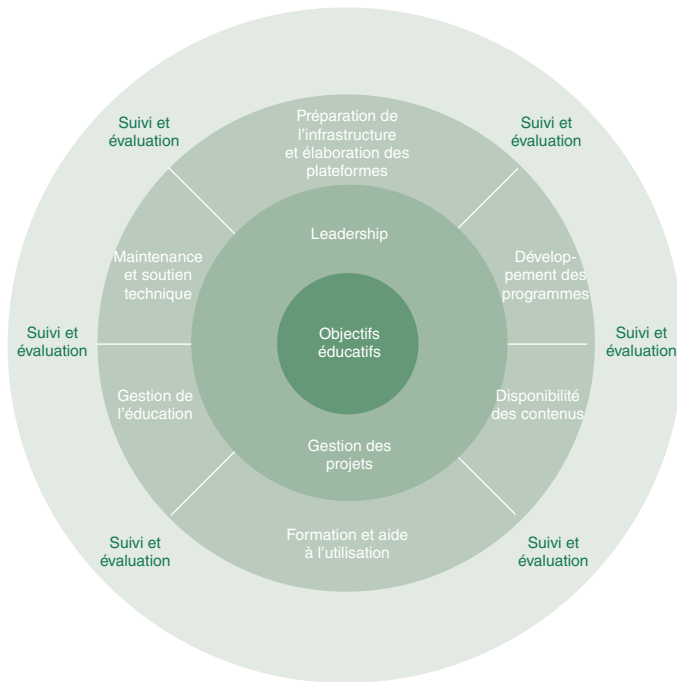 Préparation de
l’infrastructure
et élaboration des
plateformes
Suivi et
évaluation
Suivi et
évaluation
Leadership
Maintenance
et soutien
technique
Dévelop-
pement des
programmes
Suivi et
évaluation
Objectifs
éducatifs
Suivi et
évaluation
Gestion de
l’éducation
Disponibilité
des contenus
Gestion des
projets
Formation et aide
à l’utilisation
Suivi et
évaluation
Suivi et
évaluation